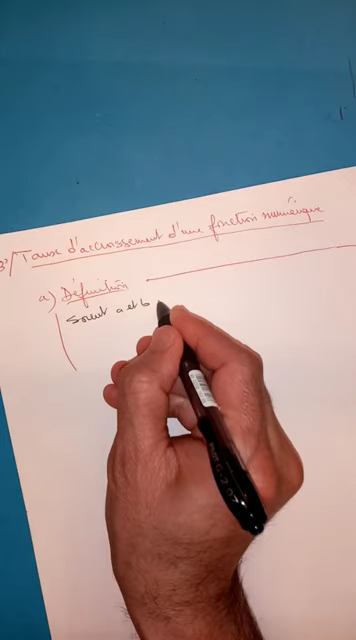 3°/ Taux d'accroissement d'une fonction numérique
a) Définition
Soient a et b